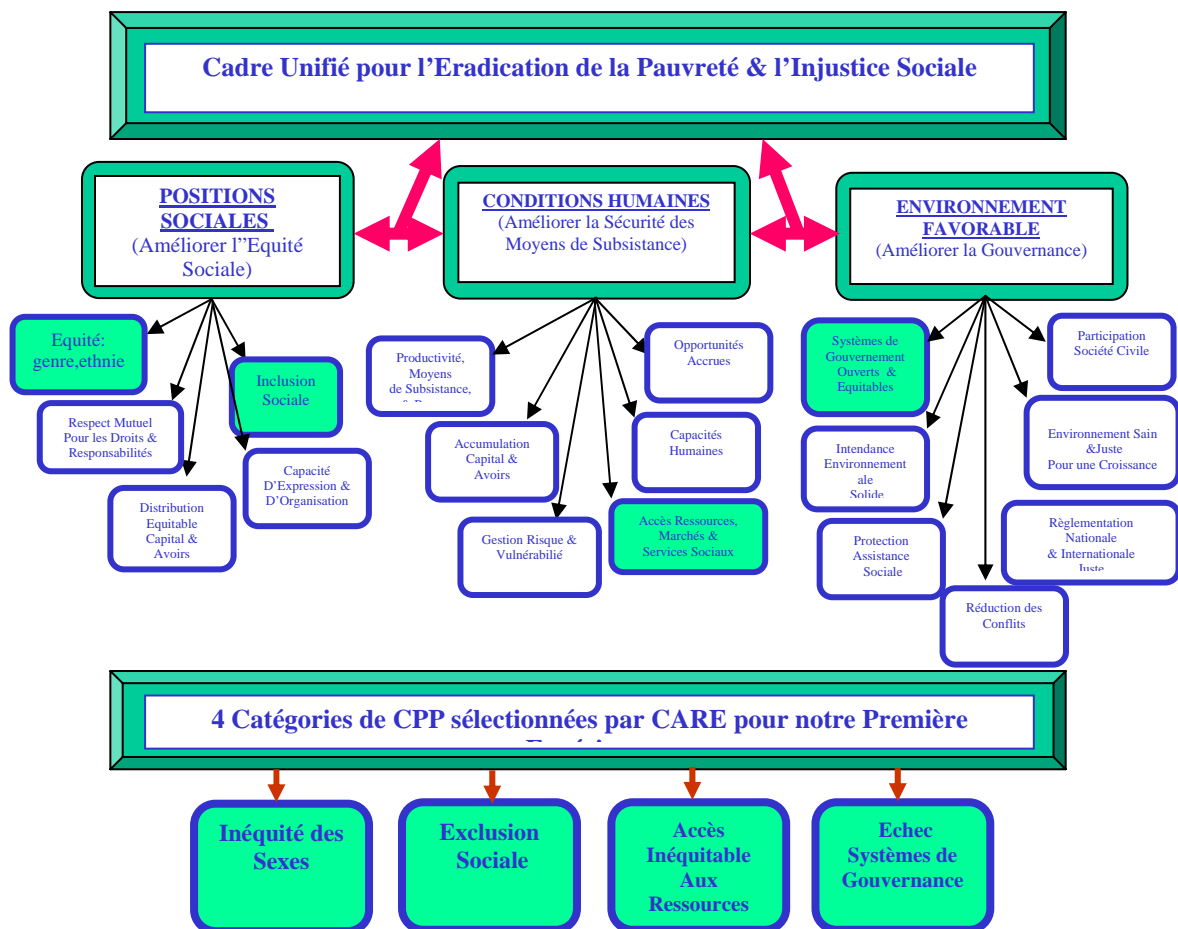 Cadre Unifié pour l'Eradication de la Pauvreté & l'Injustice Sociale
POSITIONS
SOCIALES
(Améliorer l''Equité
Sociale)
CONDITIONS HUMAINES
(Améliorer la Sécurité des
Moyens de Subsistance)
ENVIRONNEMENT
FAVORABLE
(Améliorer la Gouvernance)
Equité:
genre,ethnie
Inclusion
Sociale
Respect Mutuel
Pour les Droits &
Responsabilités
Capacité
D'Expression &
D'Organisation
Distribution
Equitable
Capital &
Avoirs
Productivité,
Moyens
de Subsistance,
Opportunités
Accrues
Accumulation
Capital &
Avoirs
Capacités
Humaines
Gestion Risque &
Vulnérabilié
Accès Ressources,
Marchés &
Services Sociaux
Systèmes de
Gouvernement
Ouverts &
Equitables
Participation
Société Civile
Intendance
Environnement
ale
Solide
Environnement Sain
&Juste
Pour une Croissance
Protection
Assistance
Sociale
Règlementation
Nationale
& Internationale
Juste
Réduction des
Conflits
4 Catégories de CPP sélectionnées par CARE pour notre Première
Inéquité des
Sexes
Exclusion
Sociale
Accès
Inéquitable
Aux
Ressources
Echec
Systèmes de
Gouvernance